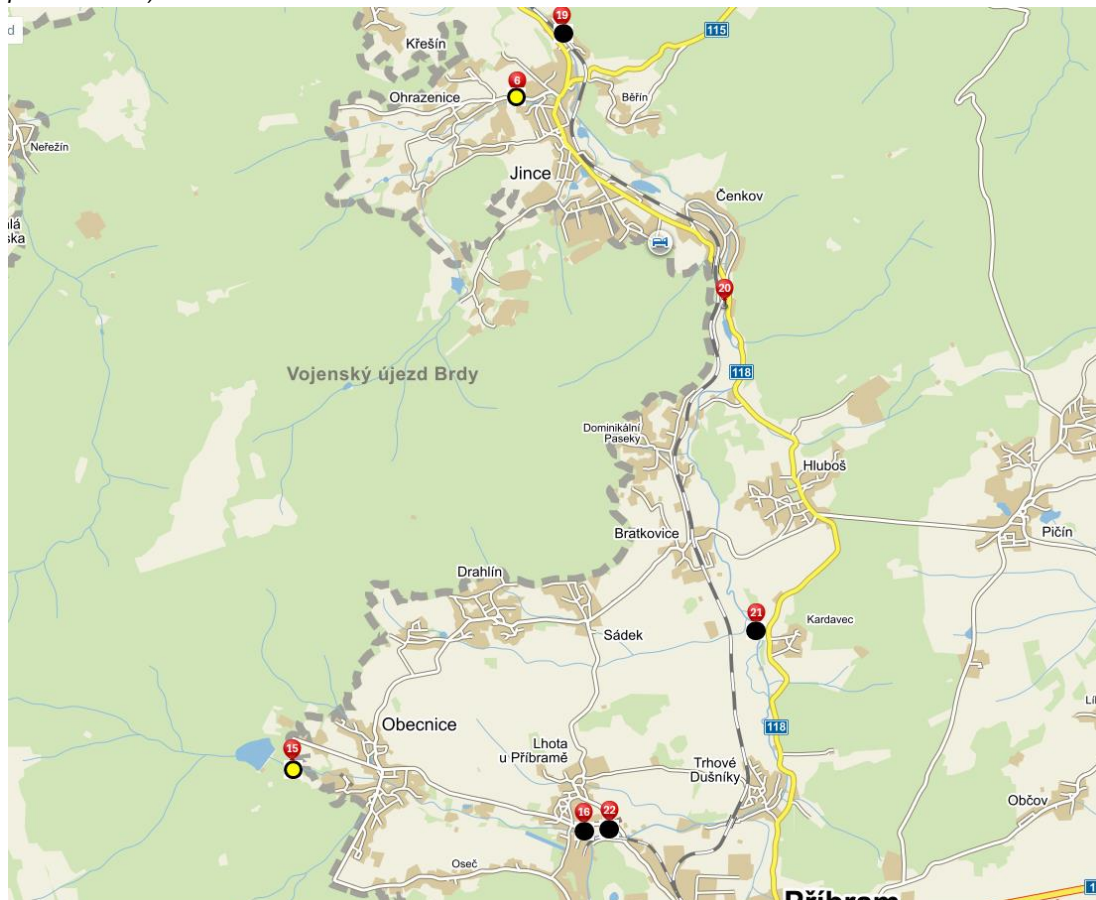 d
19
115
Křešín
6
Ohrazenice
Běřín
Neřežín
Jince
Čenkov
20
Vojenský újezd Brdy
118
Dominikální
Paseky
Hluboš
Bratkovice
Pičín
Drahlín
21
Kardavec
Sádek
Obecnice
118
15
Lhota
u Příbramě
Trhové
Dušníky
16
22
Občov
Oseč
Příbram